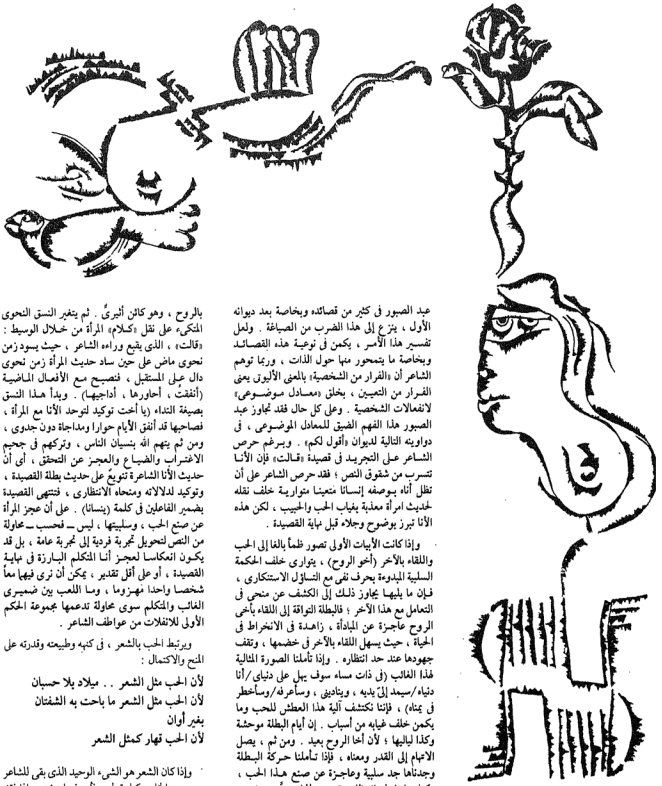 عبد الصبور في كثير من قصائده وبخاصة بعد ديوانه
الأول ، ينزع إلى هذا الضرب من الصياغة . ولعل
تفسير هذا الأمر ، يكمن في نوعية هذه القصائد
وبخاصة ما يتمحور منها حول الذات ، وربما توهم
الشاعر أن «الفرار من الشخصية» بالمعنى الأليوتى يعنى
الفرار من التعيين ، بخلق «معادل موضوعى»
لانفعالات الشخصية . وعلى كل حال فقد تجاوز عبد
الصبور هذا الفهم الضيق للمعادل الموضوعى ، فى
دواوينه التالية لديوان «أقول لكم» . وبرغم حرص
الشاعر على التجريد فى قصيدة «قالت» فإن الأنا
تتسرب من شقوق النص ؛ فقد حرص الشاعر على أن
تظل أناه بوصفه إنسانا متعينا متوارية خلف نقله
لحديث امرأة معذبة بغياب الحب والحبيب ، لكن هذه
الأنا تبرز بوضوح وجلاء قبل نهاية القصيدة .
وإذا كانت الأبيات الأولى تصور ظمأ بالغا إلى الحب
واللقاء بالآخر (أخو الروح) ، يتوارى خلف الحكمة
السلبية المبدوءة بحرف نفى مع التساؤل الاستنكارى ،
فإن ما يليها يجاوز ذلك إلى الكشف عن منحى فى
التعامل مع هذا الآخر ؛ فالبطلة التواقة إلى اللقاء بأخى
الروح عاجزة عن المبادأة ، زاهدة فى الانخراط فى
الحياة ، حيث يسهل اللقاء بالآخر فى خضمها ، وتقف
جهودها عند حد انتظاره . وإذا تأملنا الصورة المثالية
لهذا الغائب (فى ذات مساء سوف يهل على دنياى/أنا
دنياه/سيمد إلىّ يديه ، وينادينى ، وسأعرفه/وسأخطر
فى يمناه) ، فإننا نكتشف آلية هذا العطش للحب وما
يكمن خلف غيابه من أسباب . إن أيام البطلة موحشة
وكذا لياليها ؛ لأن أخا الروح بعيد . ومن ثم ، يصل
الاتهام إلى القدر ومعناه ، فإذا تأملنا حركة البطلة
وجدناها جد سلبية وعاجزة عن صنع هذا الحب ،
بالروح ، وهو كائن أثيرىٌّ . ثم يتغير النسق النحوى
المتكىء على نقل «كلام» المرأة من خلال الوسيط :
«قالت» ، الذى يقبع وراءه الشاعر ، حيث يسود زمن
نحوى ماض على حين ساد حديث المرأة زمن نحوى
دال على المستقبل ، فنصبح مع الأفعال الماضية
(أنفقت ، أحاورها ، أداجيها) . وبدأ هذا النسق
بصيغة النداء (يا أخت توكيد لتوحد الأنا مع المرأة ،
فصاحبها قد أنفق الأيام حوارا ومداجاة دون جدوى ،
ومن ثم يتهم الله بنسيان الناس ، وتركهم فى جحيم
الاغتراب والضياع والعجز عن التحقق ، أى أن
حديث الأنا الشاعرة تنويعٌ على حديث بطلة القصيدة ،
وتوكيد لدلالاته ومنحاه الانتظارى ، فتنتهى القصيدة
بضمير الفاعلين فى كلمة (ينسانا) . على أن عجز المرأة
عن صنع الحب ، وسلبيتها ، ليس ــ فحسب ــ محاولة
من النص لتحويل تجربة فردية إلى تجربة عامة ، بل قد
يكون انعكاسا لعجز أنا المتكلم البارزة فى نهاية
القصيدة ، أو على أقل تقدير ، يمكن أن نرى فيها معاً
شخصا واحدا مهزوما ، وما اللعب بين ضميرى
الغائب والمتكلم سوى محاولة تدعمها مجموعة الحكم
الأولى للانفلات من عواطف الشاعر .
ويرتبط الحب بالشعر ، فى كنهه وطبيعته وقدرته على
المنح والاكتمال :
لأن الحب مثل الشعر . . ميلاد بلا حسبان
لأن الحب مثل الشعر ما باحت به الشفتان
بغير أوان
لأن الحب قهار كمثل الشعر
وإذا كان الشعر هو الشىء الوحيد الذى بقى للشاعر